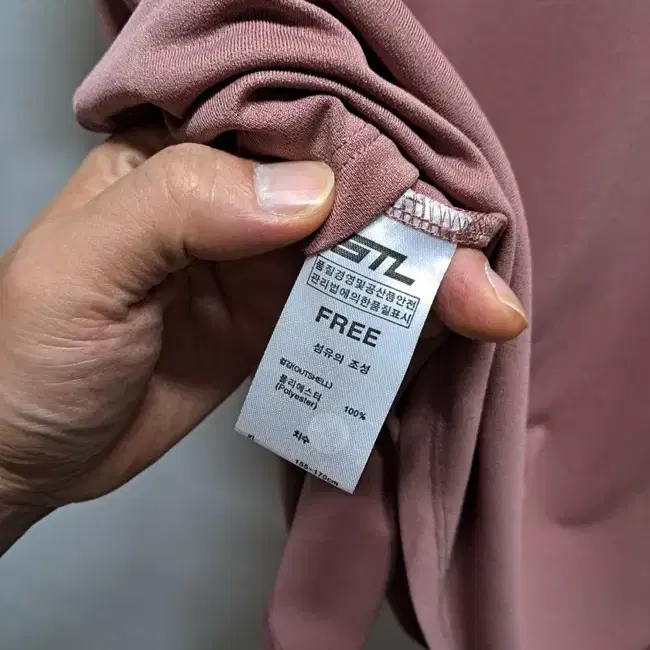 STL
품질경영및공산품안전
관리법에의한품질표시
FREE
섬유의 조성
겉감(OUTSHELL)
폴리에스터 100%
(Polyester)
치수
155-170cm